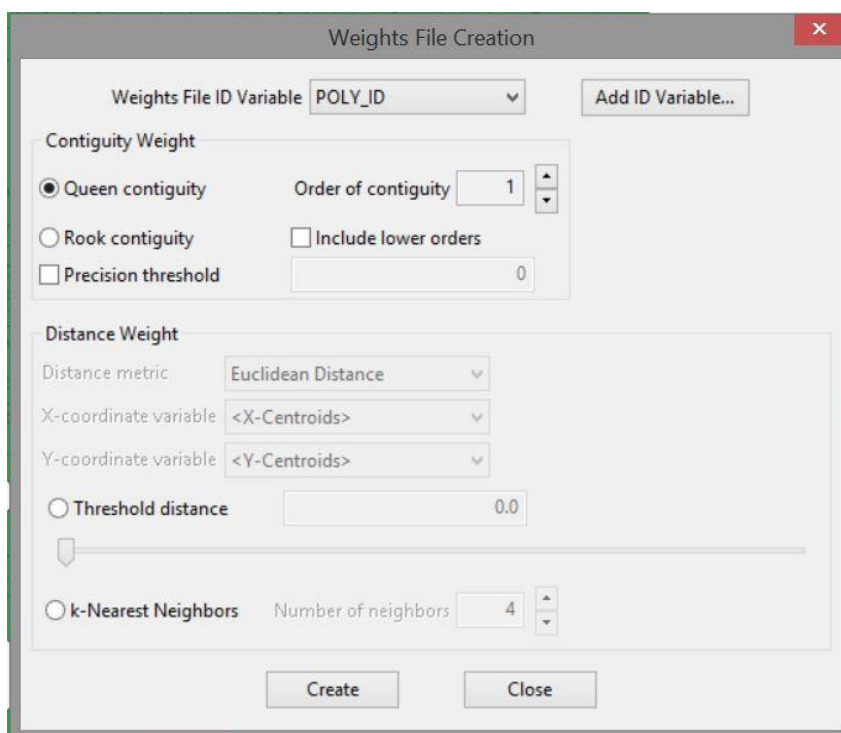 Weights File Creation
Weights File ID Variable POLY_ID Add ID Variable...
Contiguity Weight
Queen contiguity Order of contiguity 1
Rook contiguity Include lower orders
Precision threshold 0
Distance Weight
Distance metric Euclidean Distance
X-coordinate variable <X-Centroids>
Y-coordinate variable <Y-Centroids>
Threshold distance 0.0
k-Nearest Neighbors Number of neighbors 4
Create Close